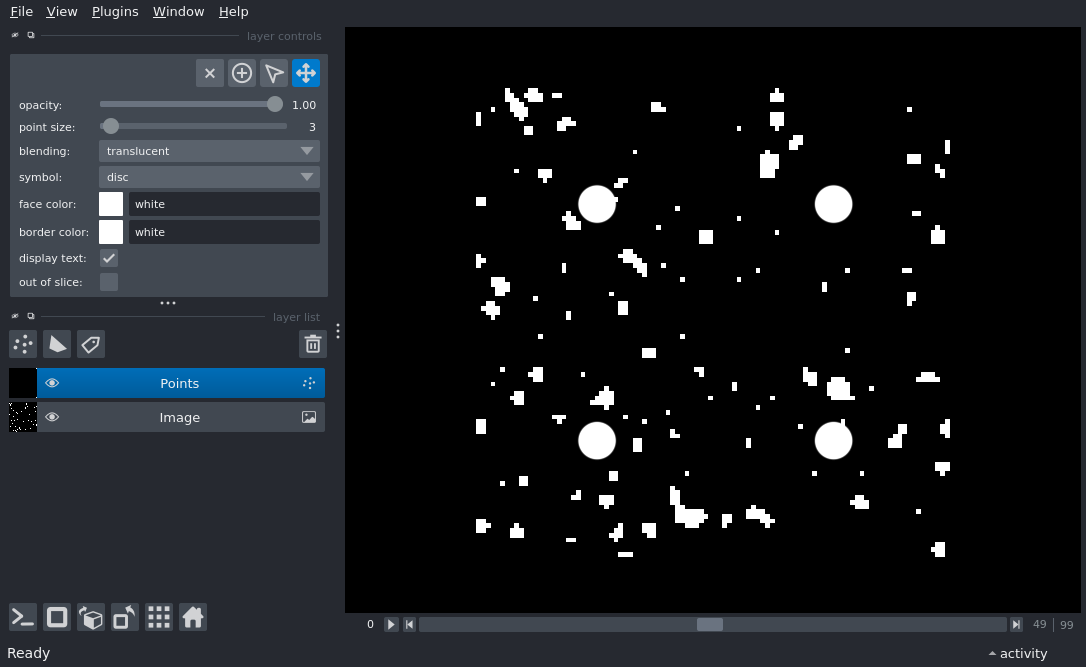 File View Plugins Window Help
layer controls
opacity: 1.00
point size: 3
blending: translucent
symbol: disc
face color: white
border color: white
display text:
out of slice:
layer list
Points
Image
0 49 99
Ready activity